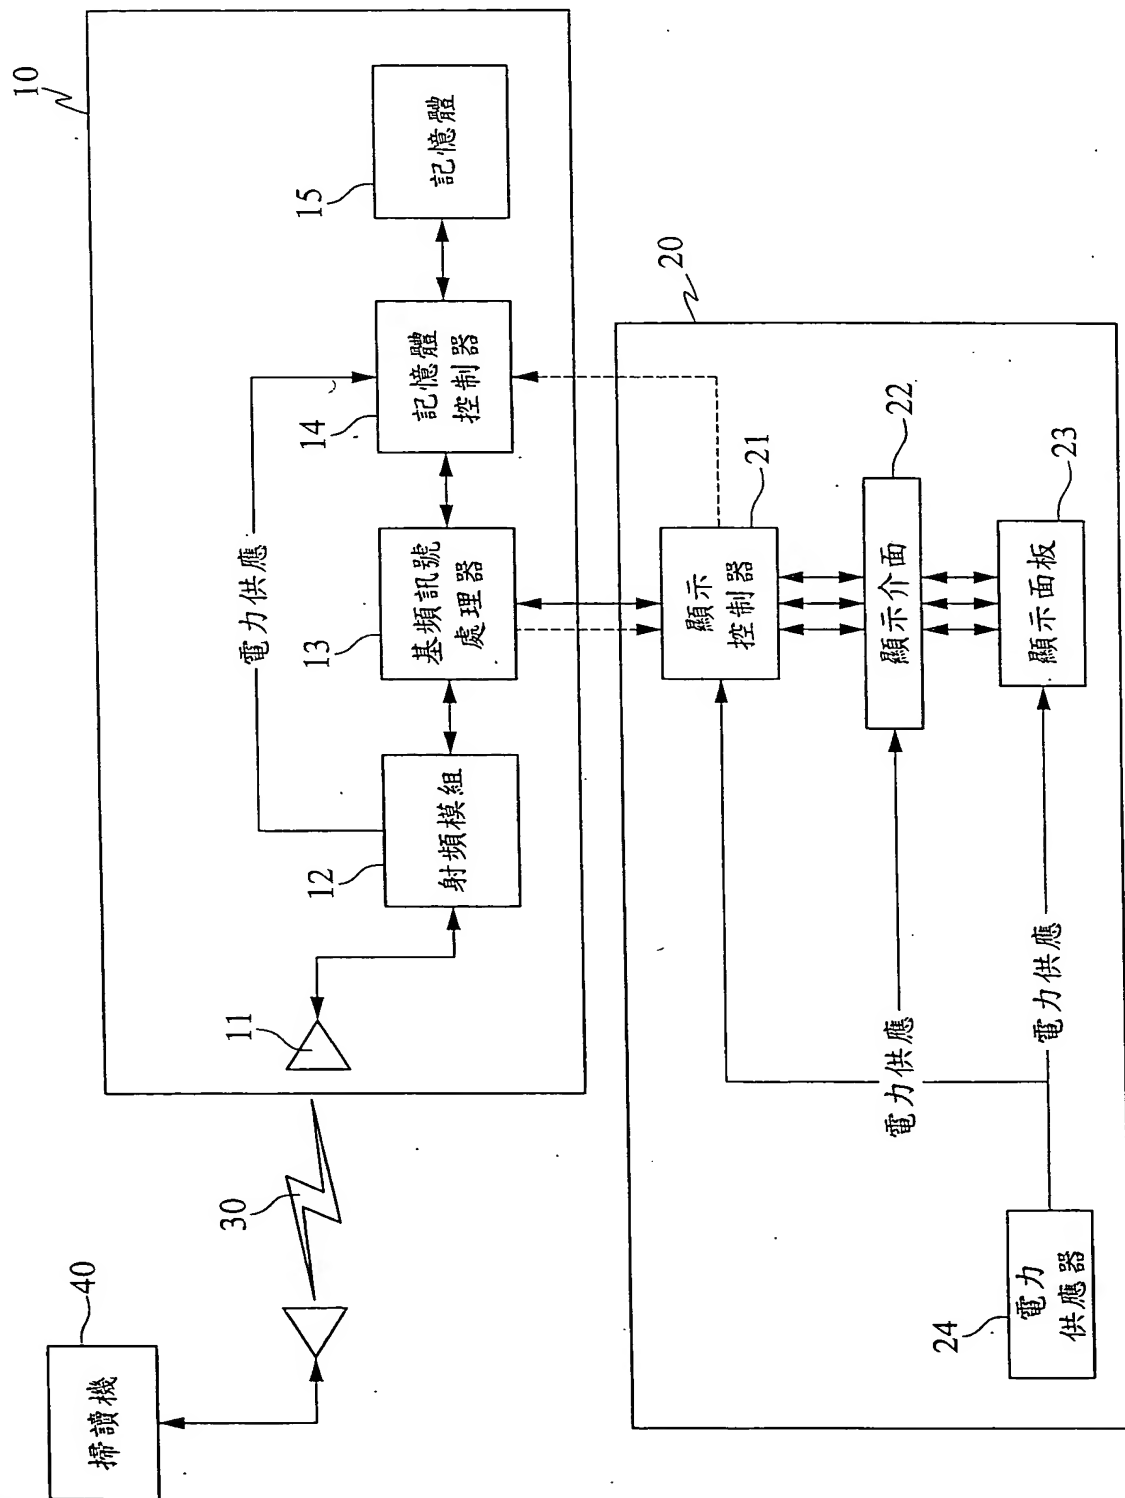 10
記憶體
15
記憶體
控制器
14
電力供應
基頻訊號
處理器
13
射頻模組
12
11
30
40
掃讀機
20
顯示
控制器
21
22
顯示介面
23
顯示面板
電力供應
電力供應
電力
供應器
24